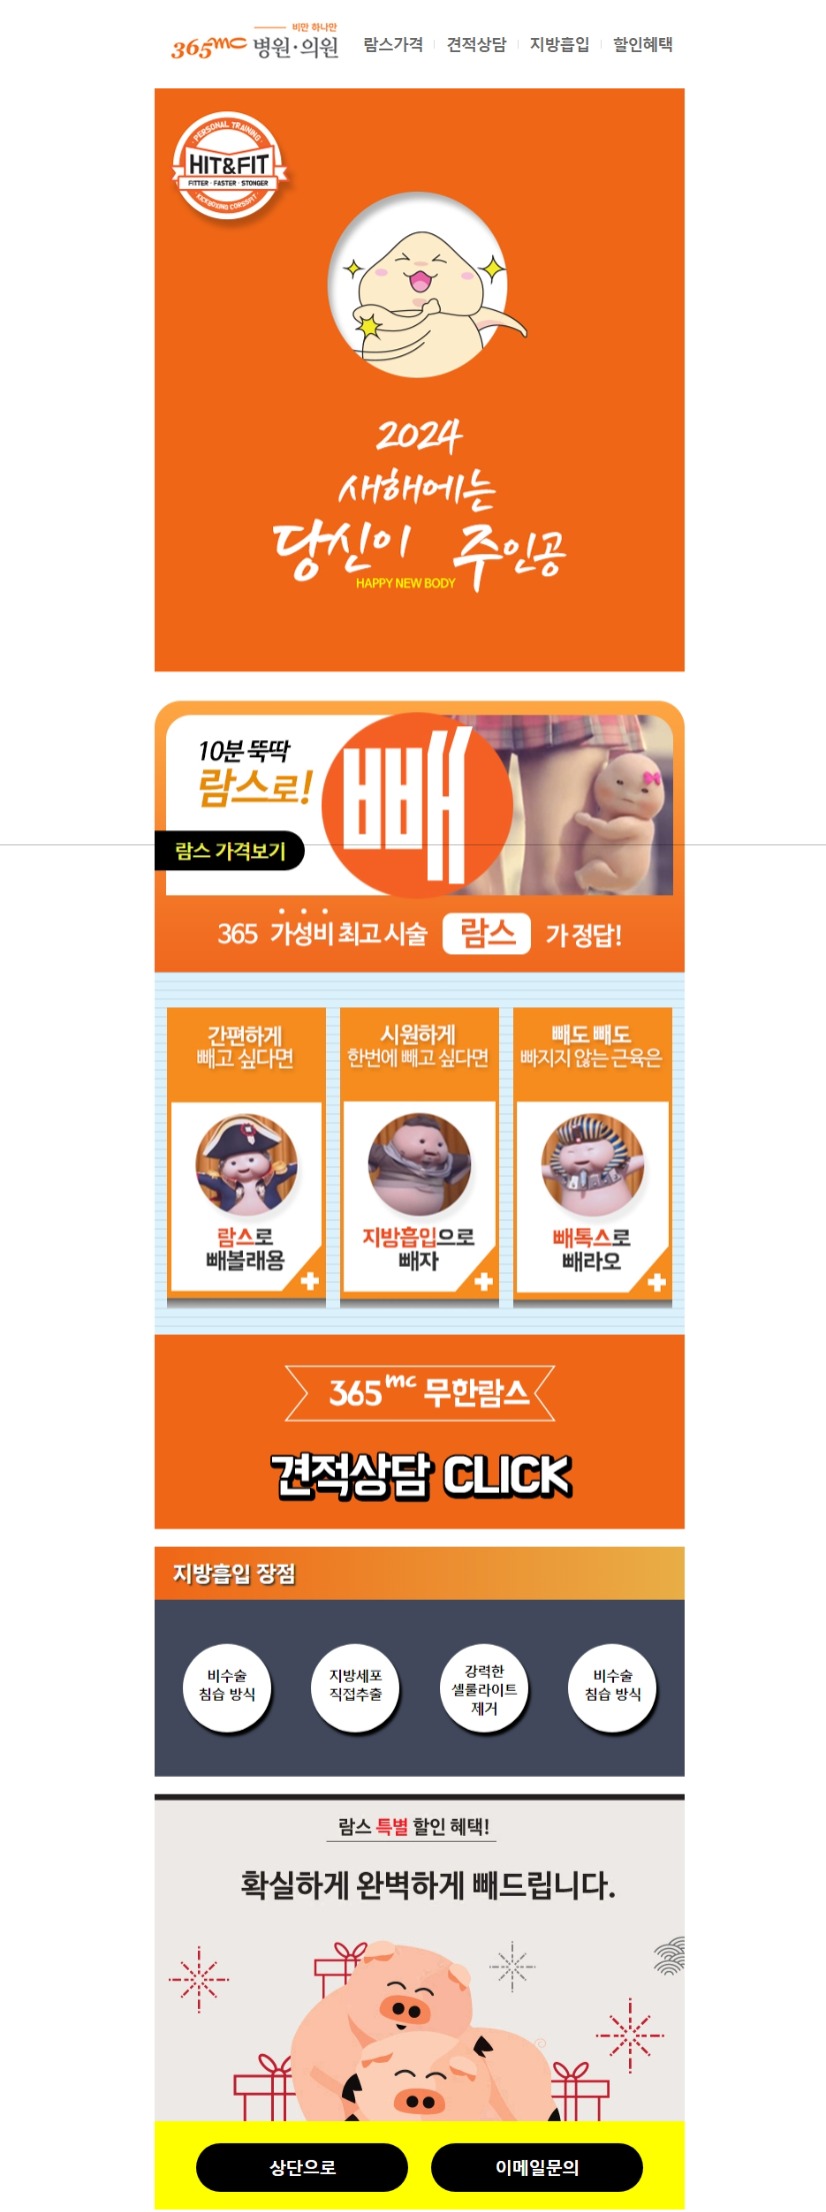 비만 하나만
365mc 병원·의원
람스가격
견적상담
지방흡입
할인혜택
PERSONAL TRAINING
HIT&FIT
FITTER · FASTER · STONGER
KICKBOXING CORSSFIT
2024
새해에는
당신이 주인공
HAPPY NEW BODY
10분 뚝딱
람스로!
빼
람스 가격보기
365 가성비 최고 시술 람스 가 정답!
간편하게
빼고 싶다면
람스로
빼볼래용
시원하게
한번에 빼고 싶다면
지방흡입으로
빼자
빼도 빼도
빠지지 않는 근육은
빼톡스로
빼라오
365mc 무한람스
견적상담 CLICK
지방흡입 장점
비수술
침습 방식
지방세포
직접추출
강력한
셀룰라이트
제거
비수술
침습 방식
람스 특별 할인 혜택!
확실하게 완벽하게 빼드립니다.
상단으로
이메일문의